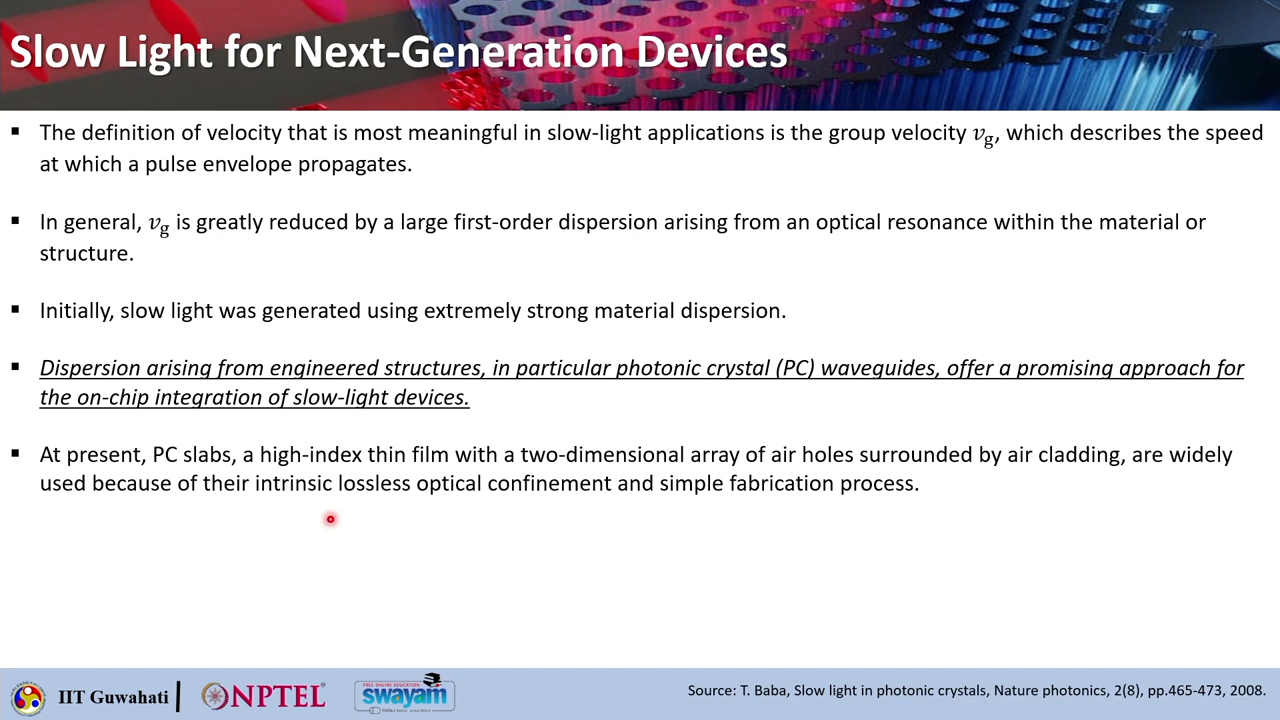 Slow Light for Next-Generation Devices
▪ The definition of velocity that is most meaningful in slow-light applications is the group velocity v_g, which describes the speed
at which a pulse envelope propagates.
▪ In general, v_g is greatly reduced by a large first-order dispersion arising from an optical resonance within the material or
structure.
▪ Initially, slow light was generated using extremely strong material dispersion.
▪ Dispersion arising from engineered structures, in particular photonic crystal (PC) waveguides, offer a promising approach for
the on-chip integration of slow-light devices.
▪ At present, PC slabs, a high-index thin film with a two-dimensional array of air holes surrounded by air cladding, are widely
used because of their intrinsic lossless optical confinement and simple fabrication process.
IIT Guwahati
NPTEL
FREE ONLINE EDUCATION
swayam
Source: T. Baba, Slow light in photonic crystals, Nature photonics, 2(8), pp.465-473, 2008.